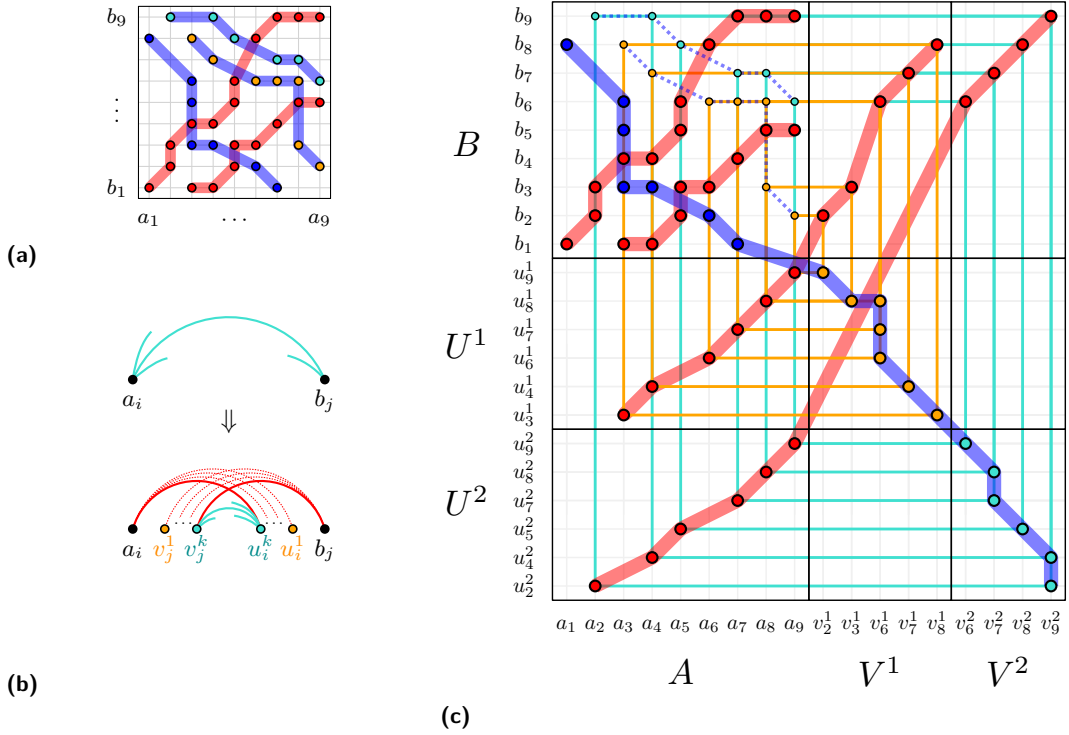 b₉
⋮
b₁
a₁ … a₉
(a)
aᵢ bⱼ
⇓
aᵢ v¹ⱼ … vᵏⱼ … uᵏᵢ … u¹ᵢ bⱼ
(b)
b₉
b₈
b₇
b₆
b₅
b₄
b₃
b₂
b₁
B
u¹₉
u¹₈
u¹₇
u¹₆
u¹₄
u¹₃
U¹
u²₉
u²₈
u²₇
u²₅
u²₄
u²₂
U²
a₁ a₂ a₃ a₄ a₅ a₆ a₇ a₈ a₉ v¹₂ v¹₃ v¹₆ v¹₇ v¹₈ v²₆ v²₇ v²₈ v²₉
A V¹ V²
(c)